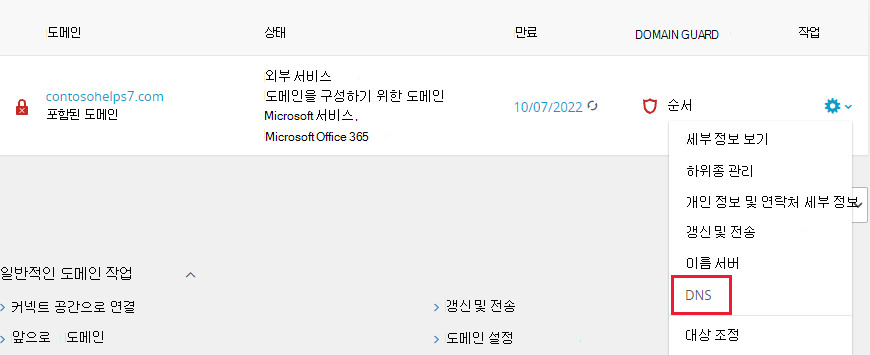 도메인 상태 만료 DOMAIN GUARD 작업
contosohelps7.com
포함된 도메인
외부 서비스
도메인을 구성하기 위한 도메인
Microsoft 서비스,
Microsoft Office 365
10/07/2022
순서
세부 정보 보기
하위종 관리
개인 정보 및 연락처 세부 정보
갱신 및 전송
이름 서버
DNS
대상 조정
일반적인 도메인 작업
커넥트 공간으로 연결
갱신 및 전송
앞으로 도메인
도메인 설정